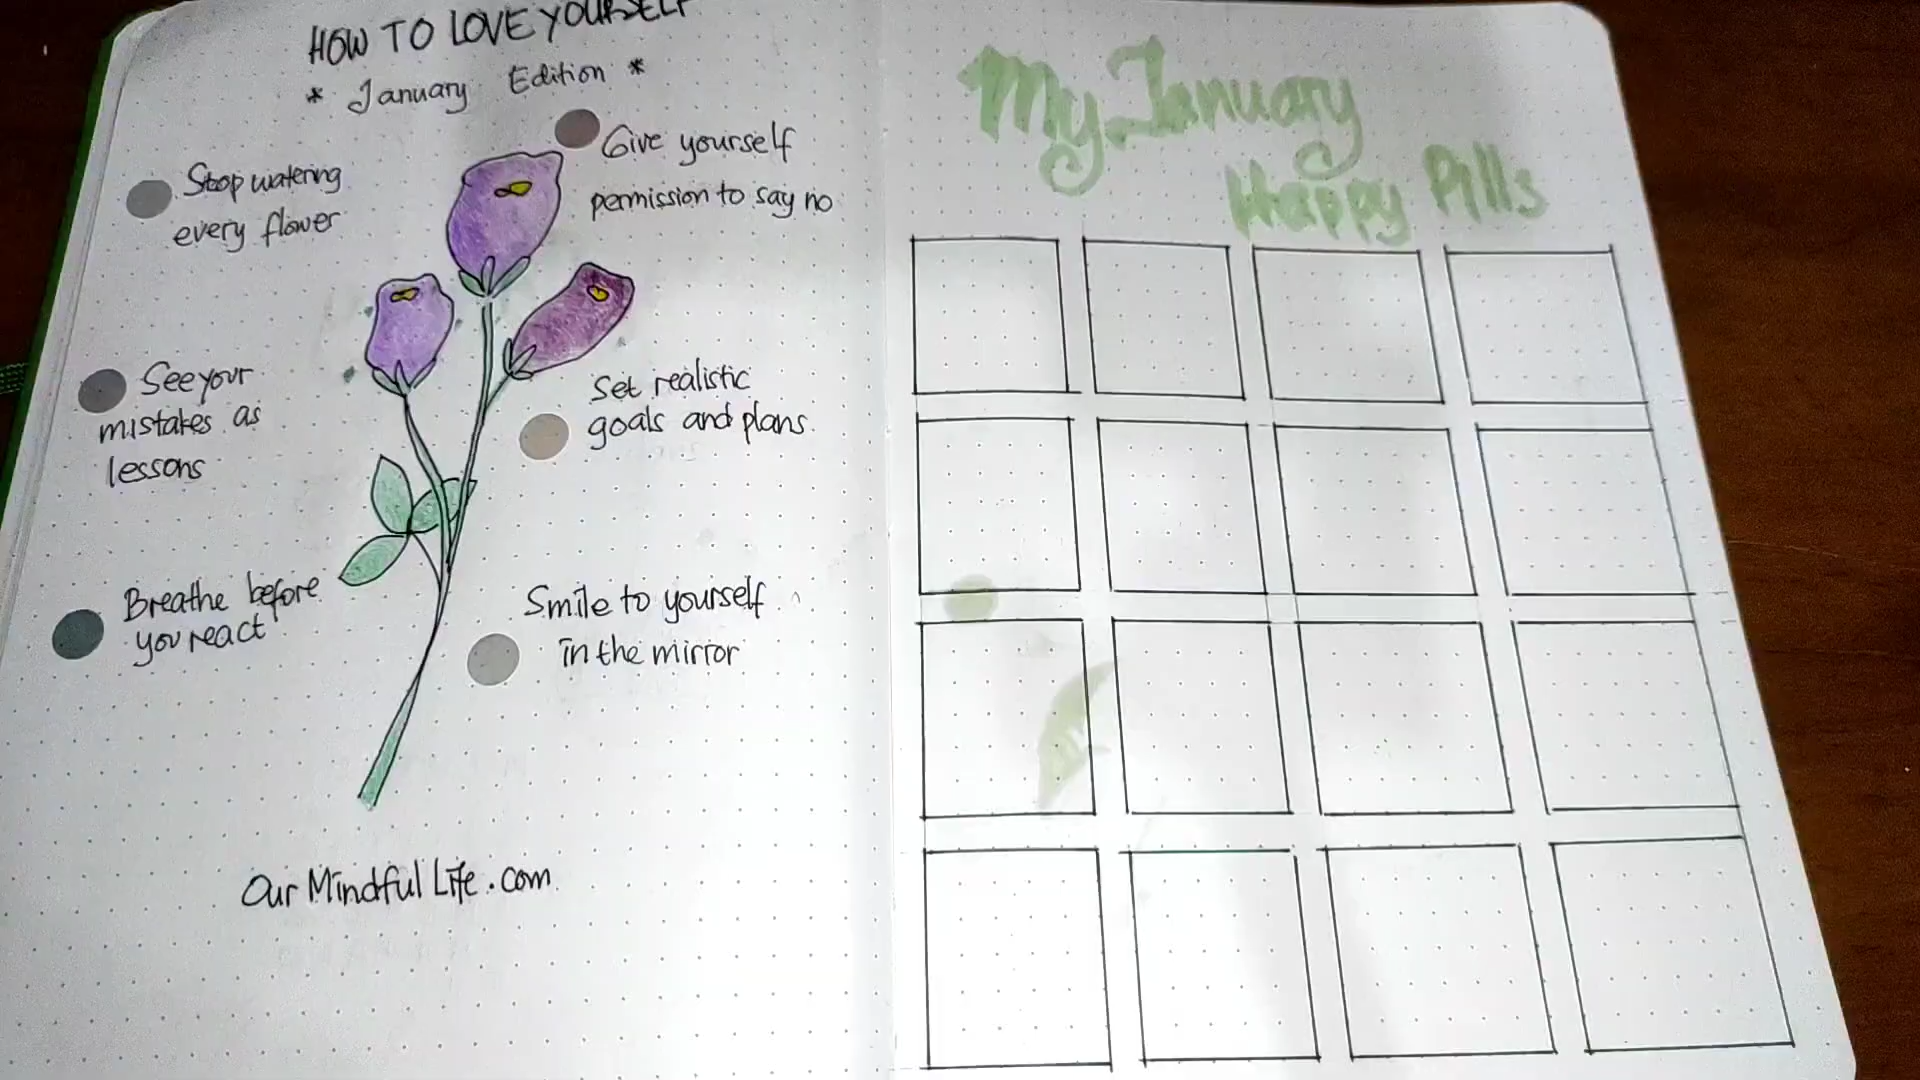 HOW TO LOVE YOURSELF
* January Edition *
Stop watering
every flower
Give yourself
permission to say no
See your
mistakes as
lessons
Set realistic
goals and plans.
Breathe before
you react
Smile to yourself
in the mirror
Our Mindful Life.com
My January
Happy Pills